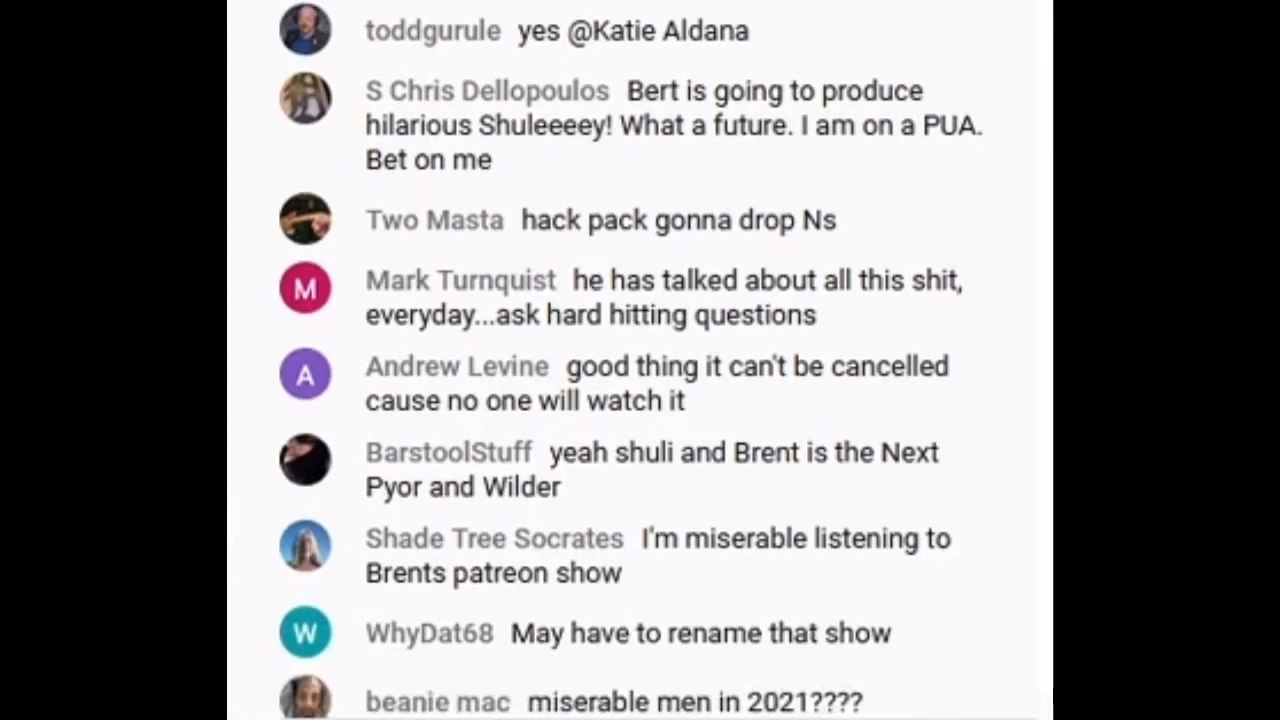 toddgurule yes @Katie Aldana
S Chris Dellopoulos Bert is going to produce
hilarious Shuleeeey! What a future. I am on a PUA.
Bet on me
Two Masta hack pack gonna drop Ns
M
Mark Turnquist he has talked about all this shit,
everyday...ask hard hitting questions
A
Andrew Levine good thing it can't be cancelled
cause no one will watch it
BarstoolStuff yeah shuli and Brent is the Next
Pyor and Wilder
Shade Tree Socrates I'm miserable listening to
Brents patreon show
W
WhyDat68 May have to rename that show
beanie mac miserable men in 2021????